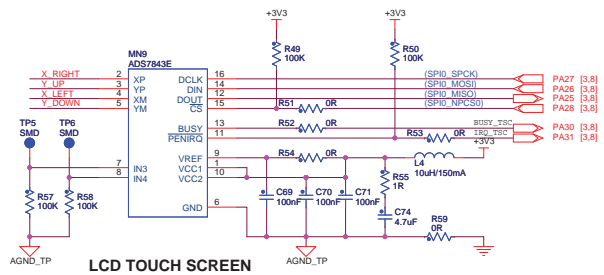 +3V3 +3V3
MN9
ADS7843E
R49
100K
R50
100K
X_RIGHT 2 XP DCLK 16 (SPI0_SPCK) PA27 [3,8]
Y_UP 3 YP DIN 14 (SPI0_MOSI) PA26 [3,8]
X_LEFT 4 XM DOUT 12 (SPI0_MISO) PA25 [3,8]
Y_DOWN 5 YM CS 15 R51 0R (SPI0_NPCS0) PA28 [3,8]
TP5
SMD
TP6
SMD
BUSY 13 R52 0R BUSY_TSC PA30 [3,8]
PENIRQ 11 R53 0R IRQ_TSC PA31 [3,8]
+3V3
7 IN3 VREF 9 R54 0R
8 IN4 VCC1 1
VCC2 10
L4
10uH/150mA
R55
1R
R57
100K
R58
100K
C69
100nF
C70
100nF
C71
100nF
GND 6
C74
4.7uF
R59
0R
AGND_TP AGND_TP
LCD TOUCH SCREEN